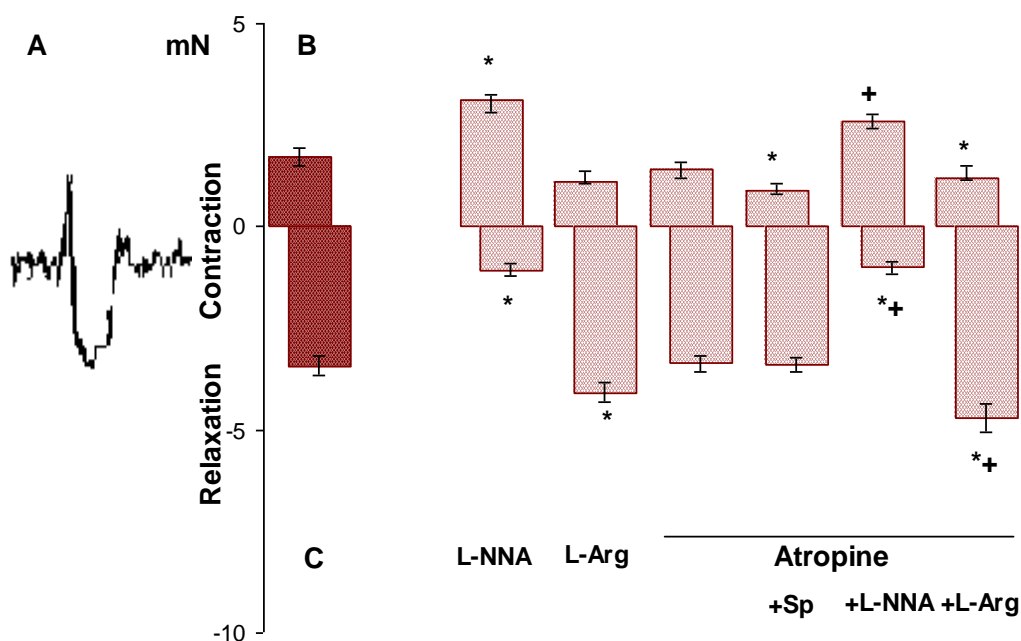 A
mN
B
5
0
-5
-10
Contraction
Relaxation
*
*
*
*
+
*+
*
*+
C
L-NNA
L-Arg
Atropine
+Sp
+L-NNA
+L-Arg